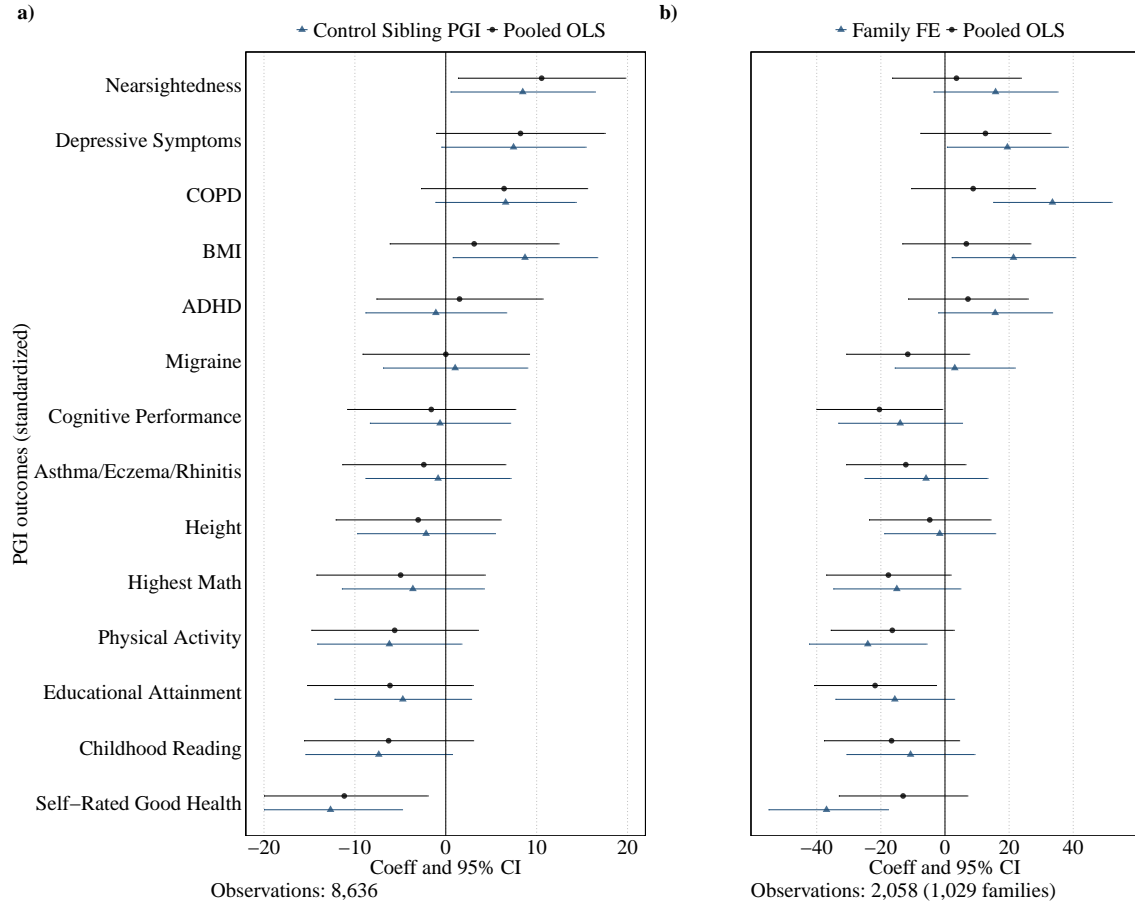 a)
Control Sibling PGI Pooled OLS
b)
Family FE Pooled OLS
PGI outcomes (standardized)
Nearsightedness
Depressive Symptoms
COPD
BMI
ADHD
Migraine
Cognitive Performance
Asthma/Eczema/Rhinitis
Height
Highest Math
Physical Activity
Educational Attainment
Childhood Reading
Self−Rated Good Health
−20 −10 0 10 20
Coeff and 95% CI
Observations: 8,636
−40 −20 0 20 40
Coeff and 95% CI
Observations: 2,058 (1,029 families)